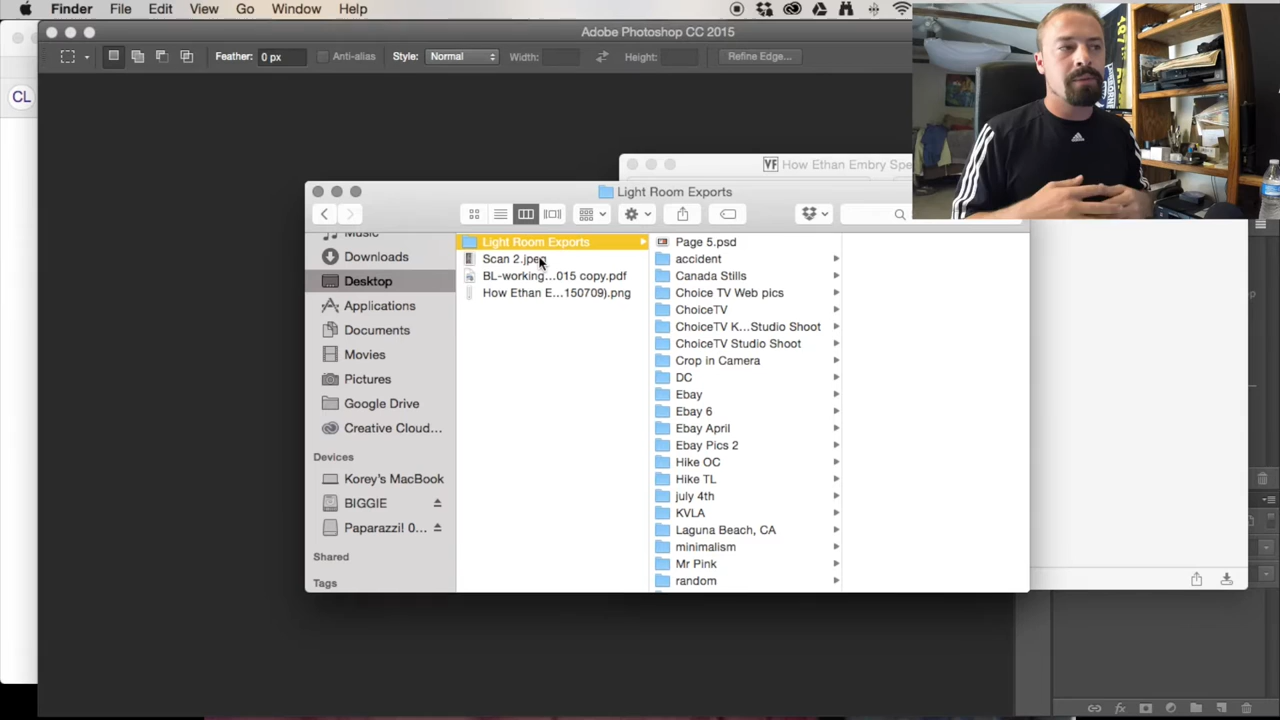 Finder File Edit View Go Window Help
Adobe Photoshop CC 2015
Feather: 0 px Anti-alias Style: Normal Width: Height: Refine Edge...
CL
VF How Ethan Embry Spe
Light Room Exports
Music
Downloads
Desktop
Applications
Documents
Movies
Pictures
Google Drive
Creative Cloud...
Devices
Korey's MacBook
BIGGIE
Paparazzi! 0...
Shared
Tags
Light Room Exports
Scan 2.jpeg
BL-working...015 copy.pdf
How Ethan E...150709).png
Page 5.psd
accident
Canada Stills
Choice TV Web pics
ChoiceTV
ChoiceTV K...Studio Shoot
ChoiceTV Studio Shoot
Crop in Camera
DC
Ebay
Ebay 6
Ebay April
Ebay Pics 2
Hike OC
Hike TL
july 4th
KVLA
Laguna Beach, CA
minimalism
Mr Pink
random